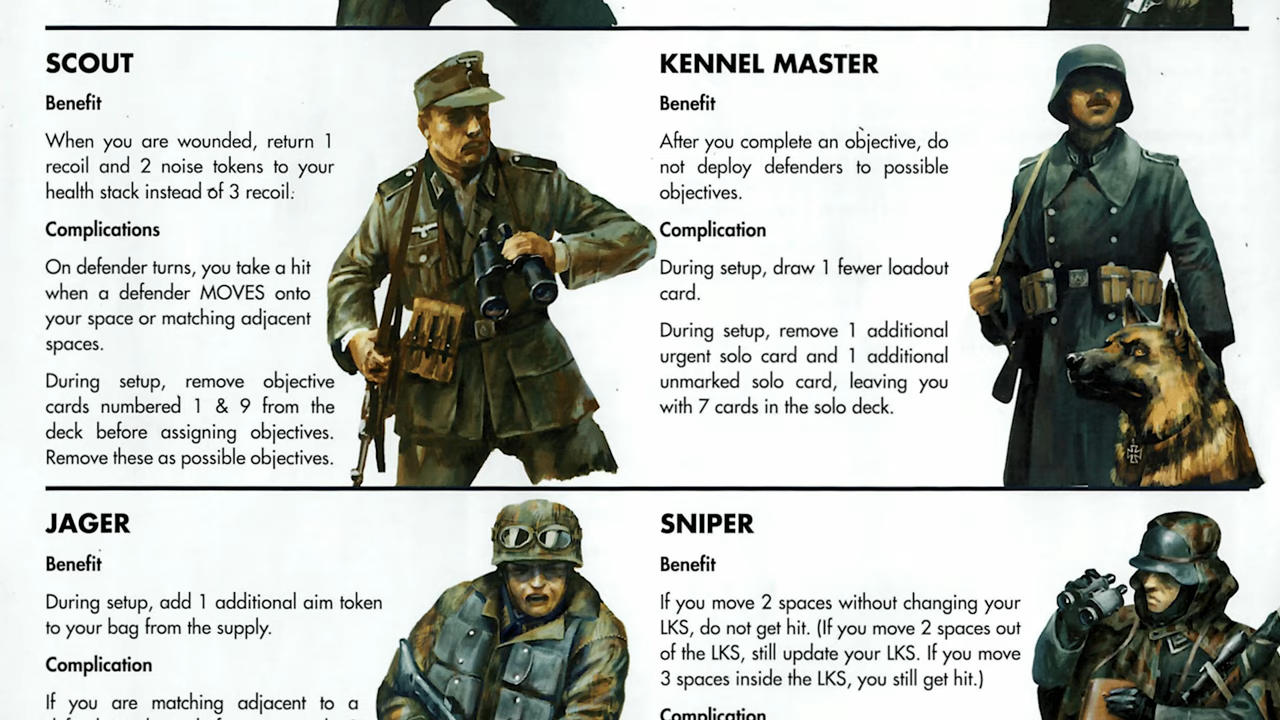 SCOUT
Benefit
When you are wounded, return 1
recoil and 2 noise tokens to your
health stack instead of 3 recoil.
Complications
On defender turns, you take a hit
when a defender MOVES onto
your space or matching adjacent
spaces.
During setup, remove objective
cards numbered 1 & 9 from the
deck before assigning objectives.
Remove these as possible objectives.
KENNEL MASTER
Benefit
After you complete an objective, do
not deploy defenders to possible
objectives.
Complication
During setup, draw 1 fewer loadout
card.
During setup, remove 1 additional
urgent solo card and 1 additional
unmarked solo card, leaving you
with 7 cards in the solo deck.
JAGER
Benefit
During setup, add 1 additional aim token
to your bag from the supply.
Complication
If you are matching adjacent to a
SNIPER
Benefit
If you move 2 spaces without changing your
LKS, do not get hit. (If you move 2 spaces out
of the LKS, still update your LKS. If you move
3 spaces inside the LKS, you still get hit.)
Complication